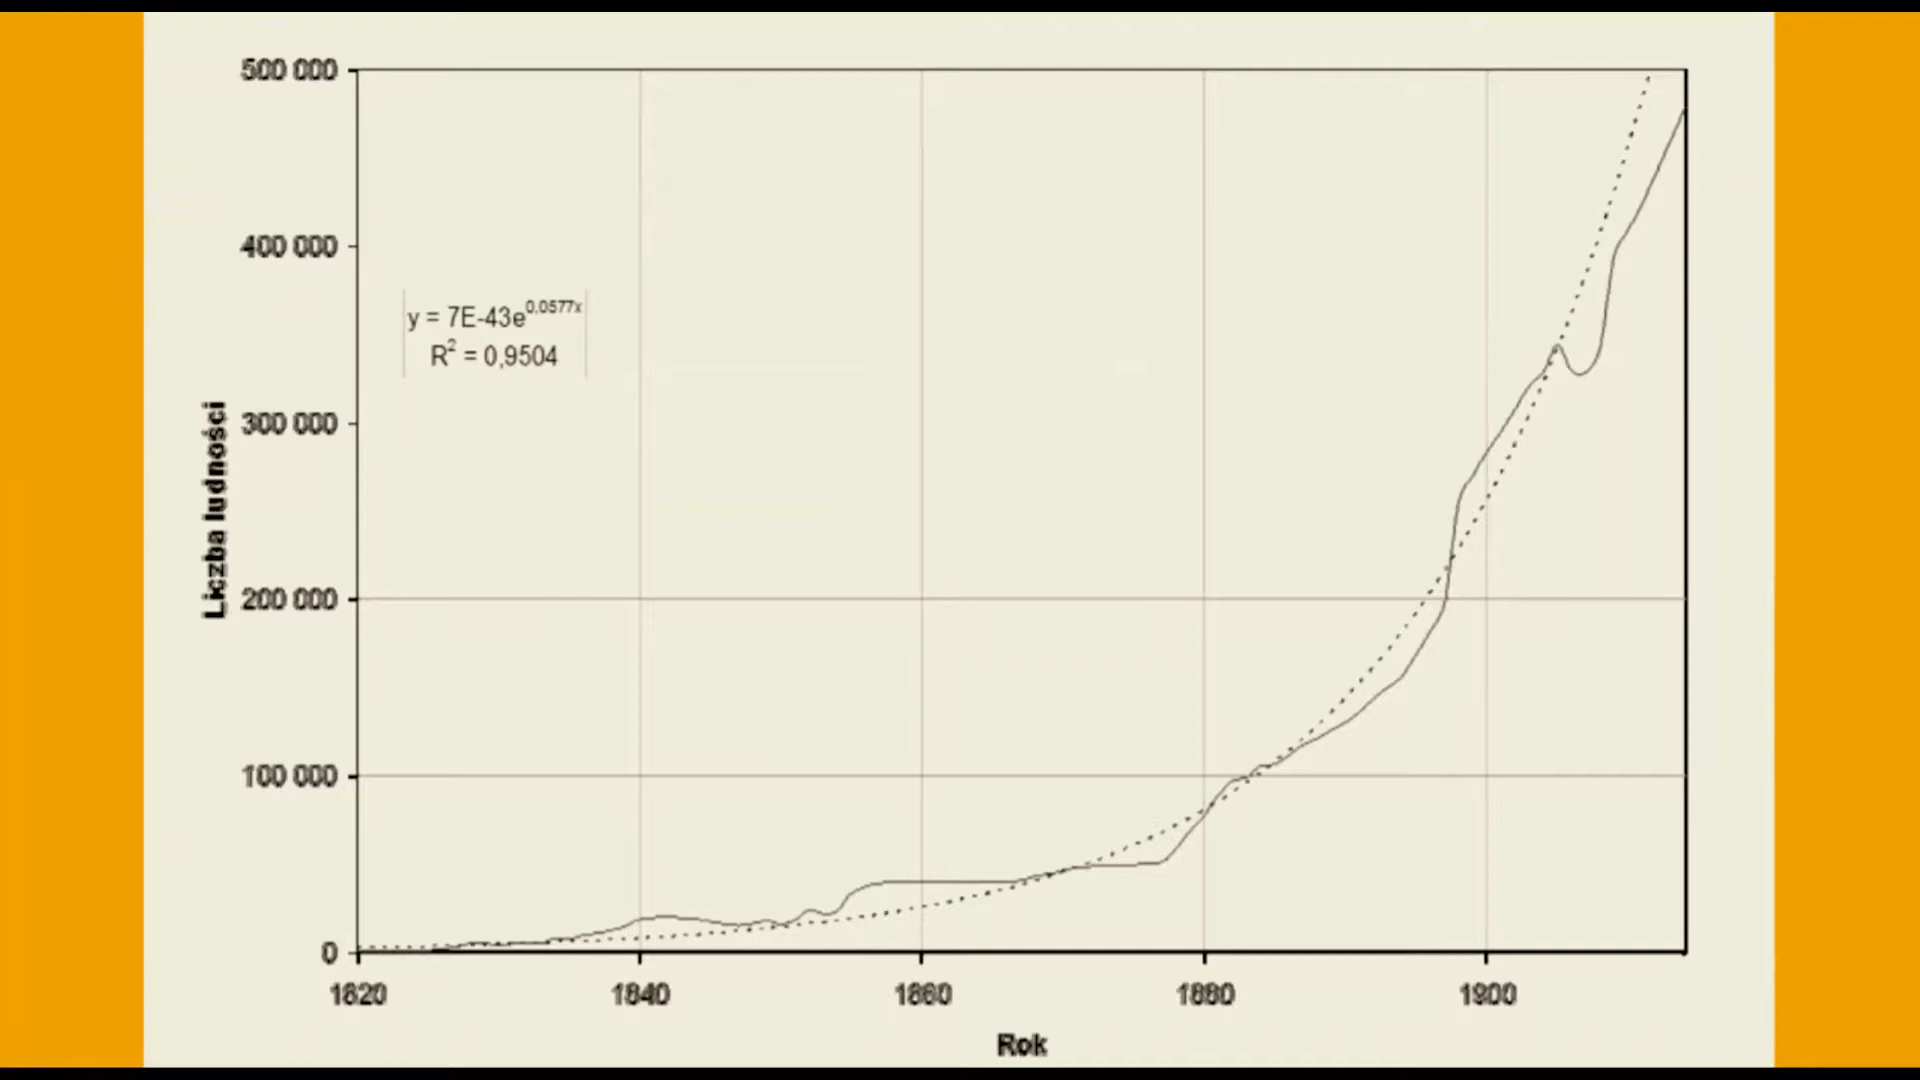 500 000
400 000
y = 7E-43e^0,0577x
R² = 0,9504
300 000
Liczba ludności
200 000
100 000
0
1820 1840 1860 1880 1900
Rok